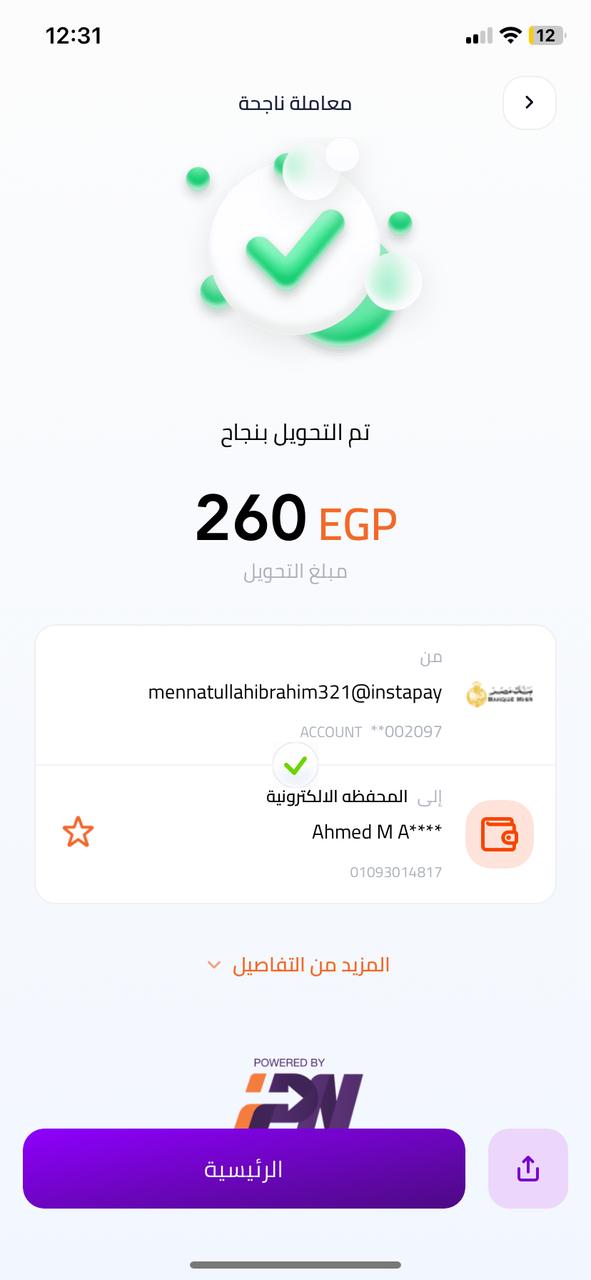 12:31
12
معاملة ناجحة
تم التحويل بنجاح
260 EGP
مبلغ التحويل
من
mennatullahibrahim321@instapay
بنك مصر
BANQUE MISR
ACCOUNT **002097
إلى المحفظه الالكترونية
Ahmed M A****
01093014817
المزيد من التفاصيل
POWERED BY
IPN
الرئيسية